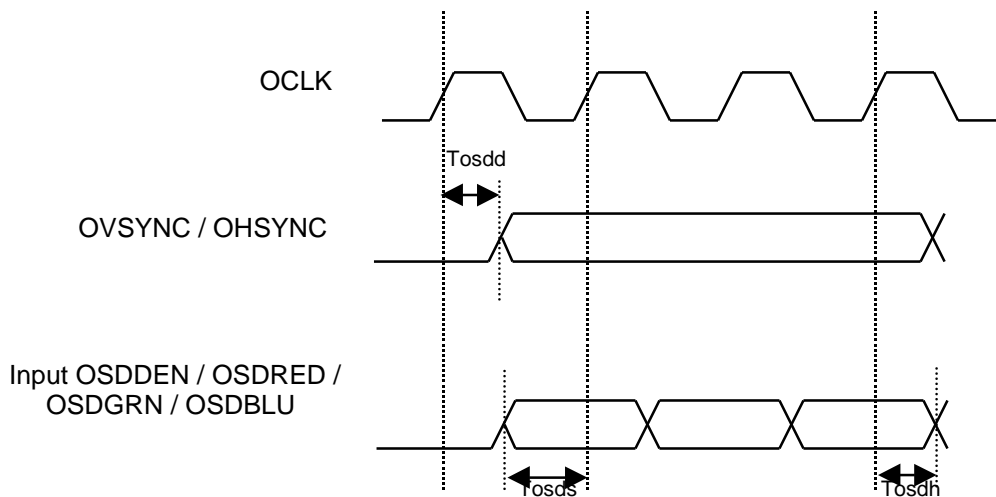 OCLK
Tosdd
OVSYNC / OHSYNC
Input OSDDEN / OSDRED /
OSDGRN / OSDBLU
Tosds
Tosdh